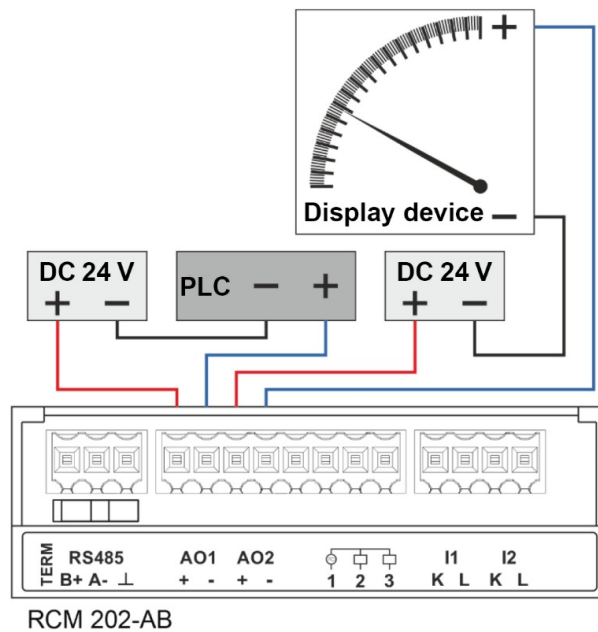 +
Display device −
DC 24 V
+ −
PLC − +
DC 24 V
+ −
TERM
RS485 AO1 AO2 I1 I2
B+ A- ⊥ + - + - 1 2 3 K L K L
RCM 202-AB